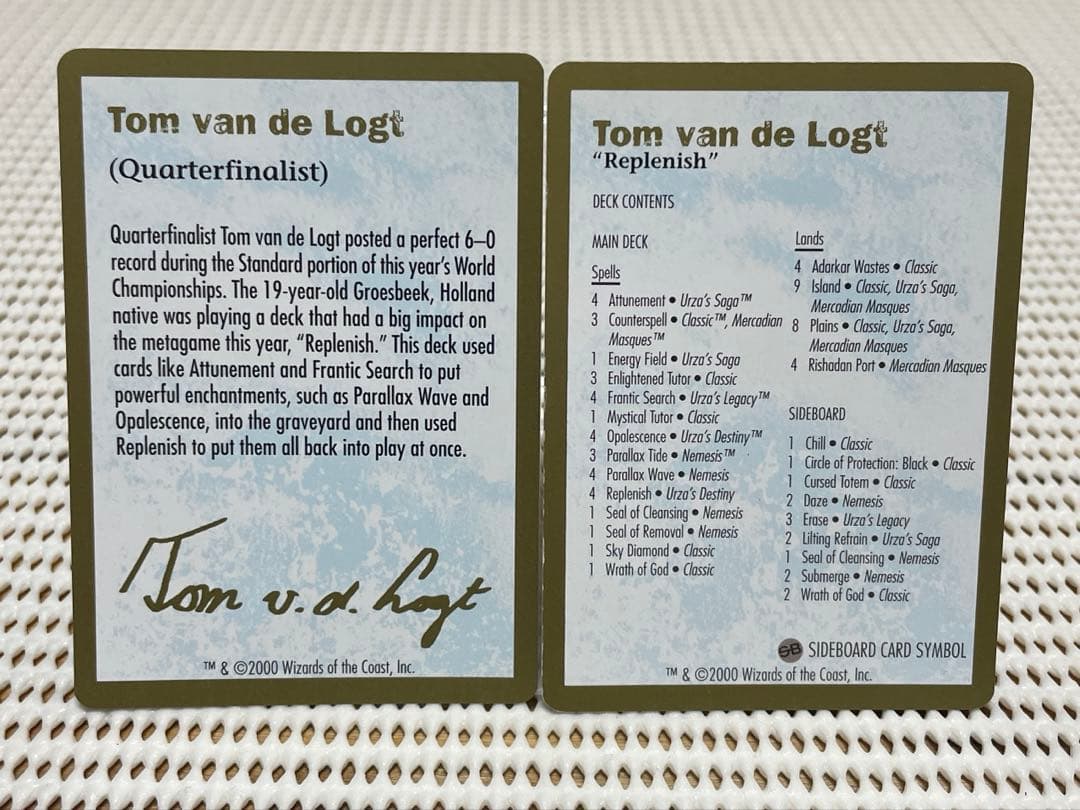 Tom van de Logt
(Quarterfinalist)
Quarterfinalist Tom van de Logt posted a perfect 6–0
record during the Standard portion of this year's World
Championships. The 19-year-old Groesbeek, Holland
native was playing a deck that had a big impact on
the metagame this year, "Replenish." This deck used
cards like Attunement and Frantic Search to put
powerful enchantments, such as Parallax Wave and
Opalescence, into the graveyard and then used
Replenish to put them all back into play at once.
Tom v.d. Logt
™ & ©2000 Wizards of the Coast, Inc.
Tom van de Logt
"Replenish"
DECK CONTENTS
MAIN DECK
Spells
4 Attunement • Urza's Saga™
3 Counterspell • Classic™, Mercadian
Masques™
1 Energy Field • Urza's Saga
3 Enlightened Tutor • Classic
4 Frantic Search • Urza's Legacy™
1 Mystical Tutor • Classic
4 Opalescence • Urza's Destiny™
3 Parallax Tide • Nemesis™
4 Parallax Wave • Nemesis
4 Replenish • Urza's Destiny
1 Seal of Cleansing • Nemesis
1 Seal of Removal • Nemesis
1 Sky Diamond • Classic
1 Wrath of God • Classic
Lands
4 Adarkar Wastes • Classic
9 Island • Classic, Urza's Saga,
Mercadian Masques
8 Plains • Classic, Urza's Saga,
Mercadian Masques
4 Rishadan Port • Mercadian Masques
SIDEBOARD
1 Chill • Classic
1 Circle of Protection: Black • Classic
1 Cursed Totem • Classic
2 Daze • Nemesis
3 Erase • Urza's Legacy
2 Lilting Refrain • Urza's Saga
1 Seal of Cleansing • Nemesis
2 Submerge • Nemesis
2 Wrath of God • Classic
SB SIDEBOARD CARD SYMBOL
™ & ©2000 Wizards of the Coast, Inc.